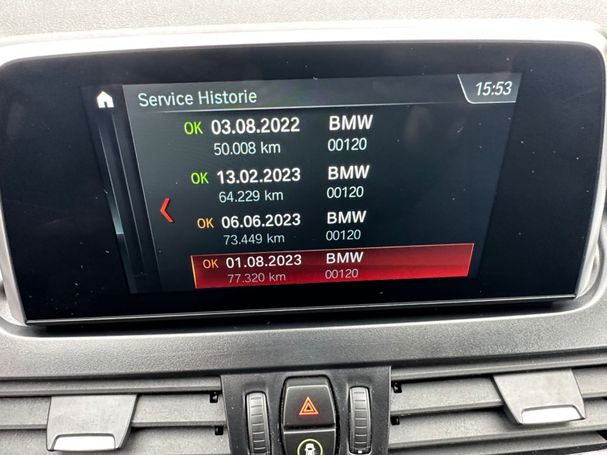 Service Historie 15:53
OK 03.08.2022 BMW
50.008 km 00120
OK 13.02.2023 BMW
64.229 km 00120
OK 06.06.2023 BMW
73.449 km 00120
OK 01.08.2023 BMW
77.320 km 00120